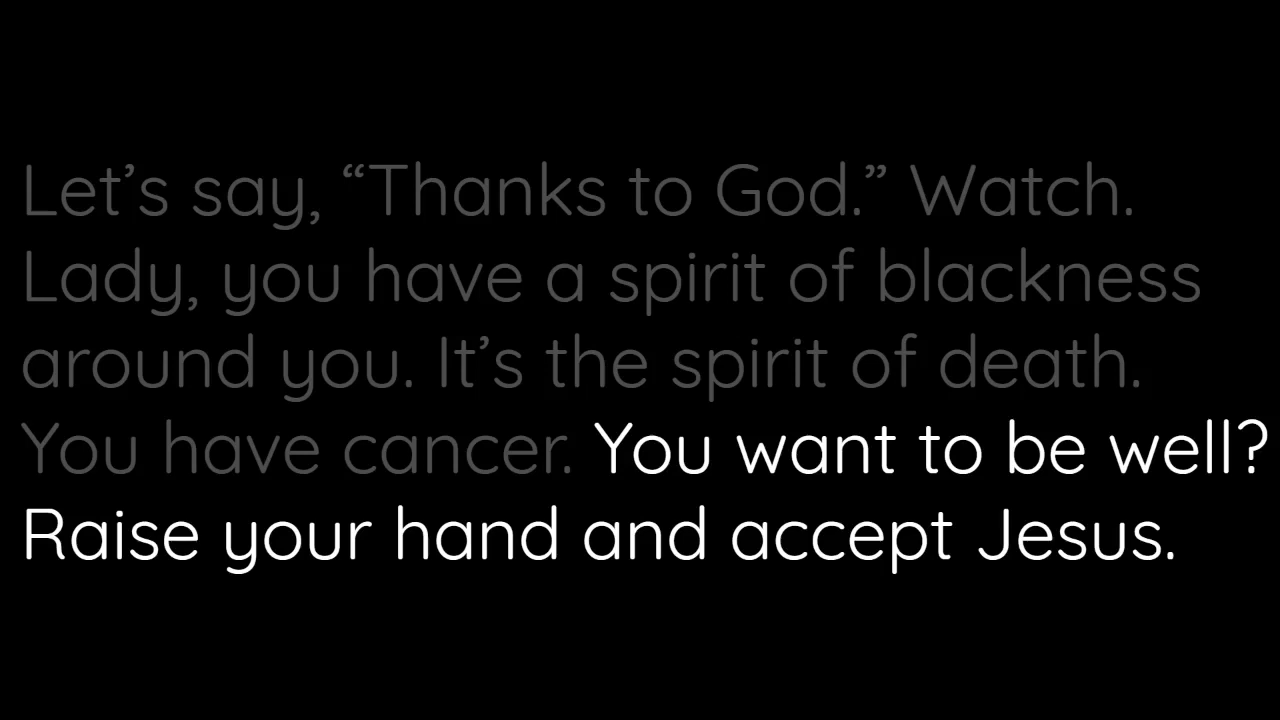 Let’s say, “Thanks to God.” Watch.
Lady, you have a spirit of blackness
around you. It’s the spirit of death.
You have cancer. You want to be well?
Raise your hand and accept Jesus.